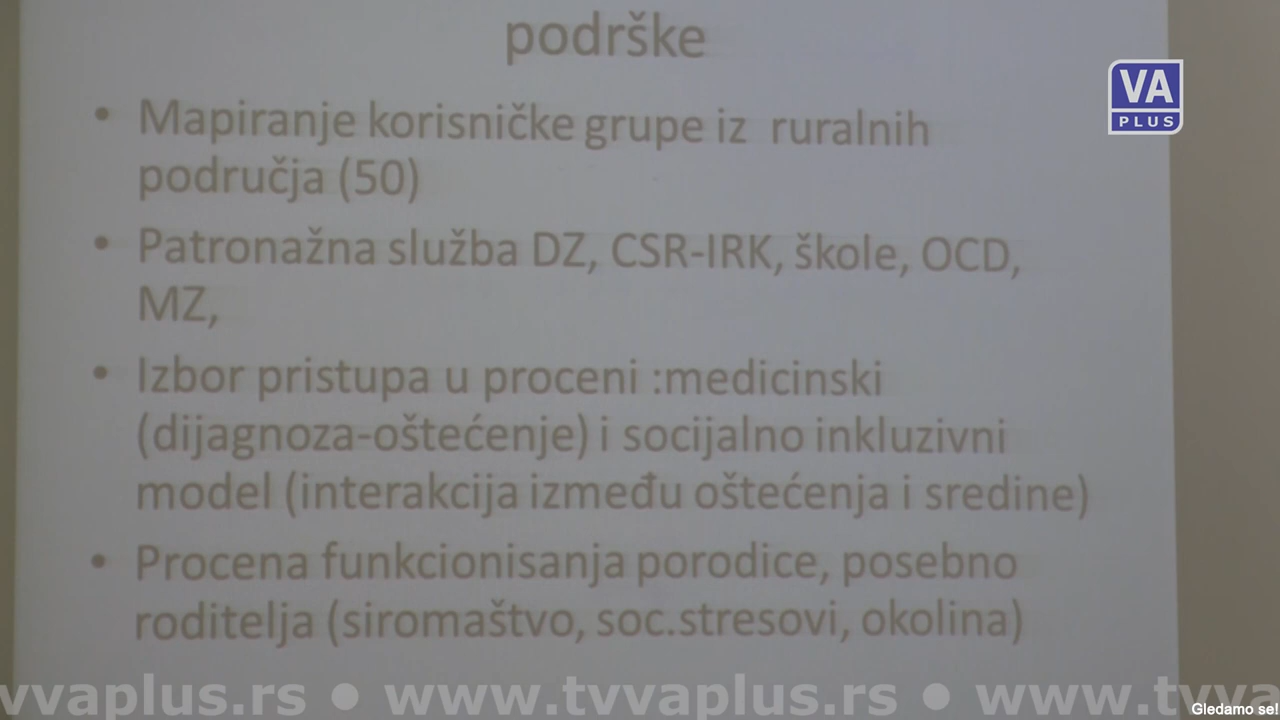 podrške
• Mapiranje korisničke grupe iz ruralnih
područja (50)
• Patronažna služba DZ, CSR-IRK, škole, OCD,
MZ,
• Izbor pristupa u proceni :medicinski
(dijagnoza-oštećenje) i socijalno inkluzivni
model (interakcija između oštećenja i sredine)
• Procena funkcionisanja porodice, posebno
roditelja (siromaštvo, soc.stresovi, okolina)
VA
PLUS
vvaplus.rs ● www.tvvaplus.rs ● www.tvva
Gledamo se!